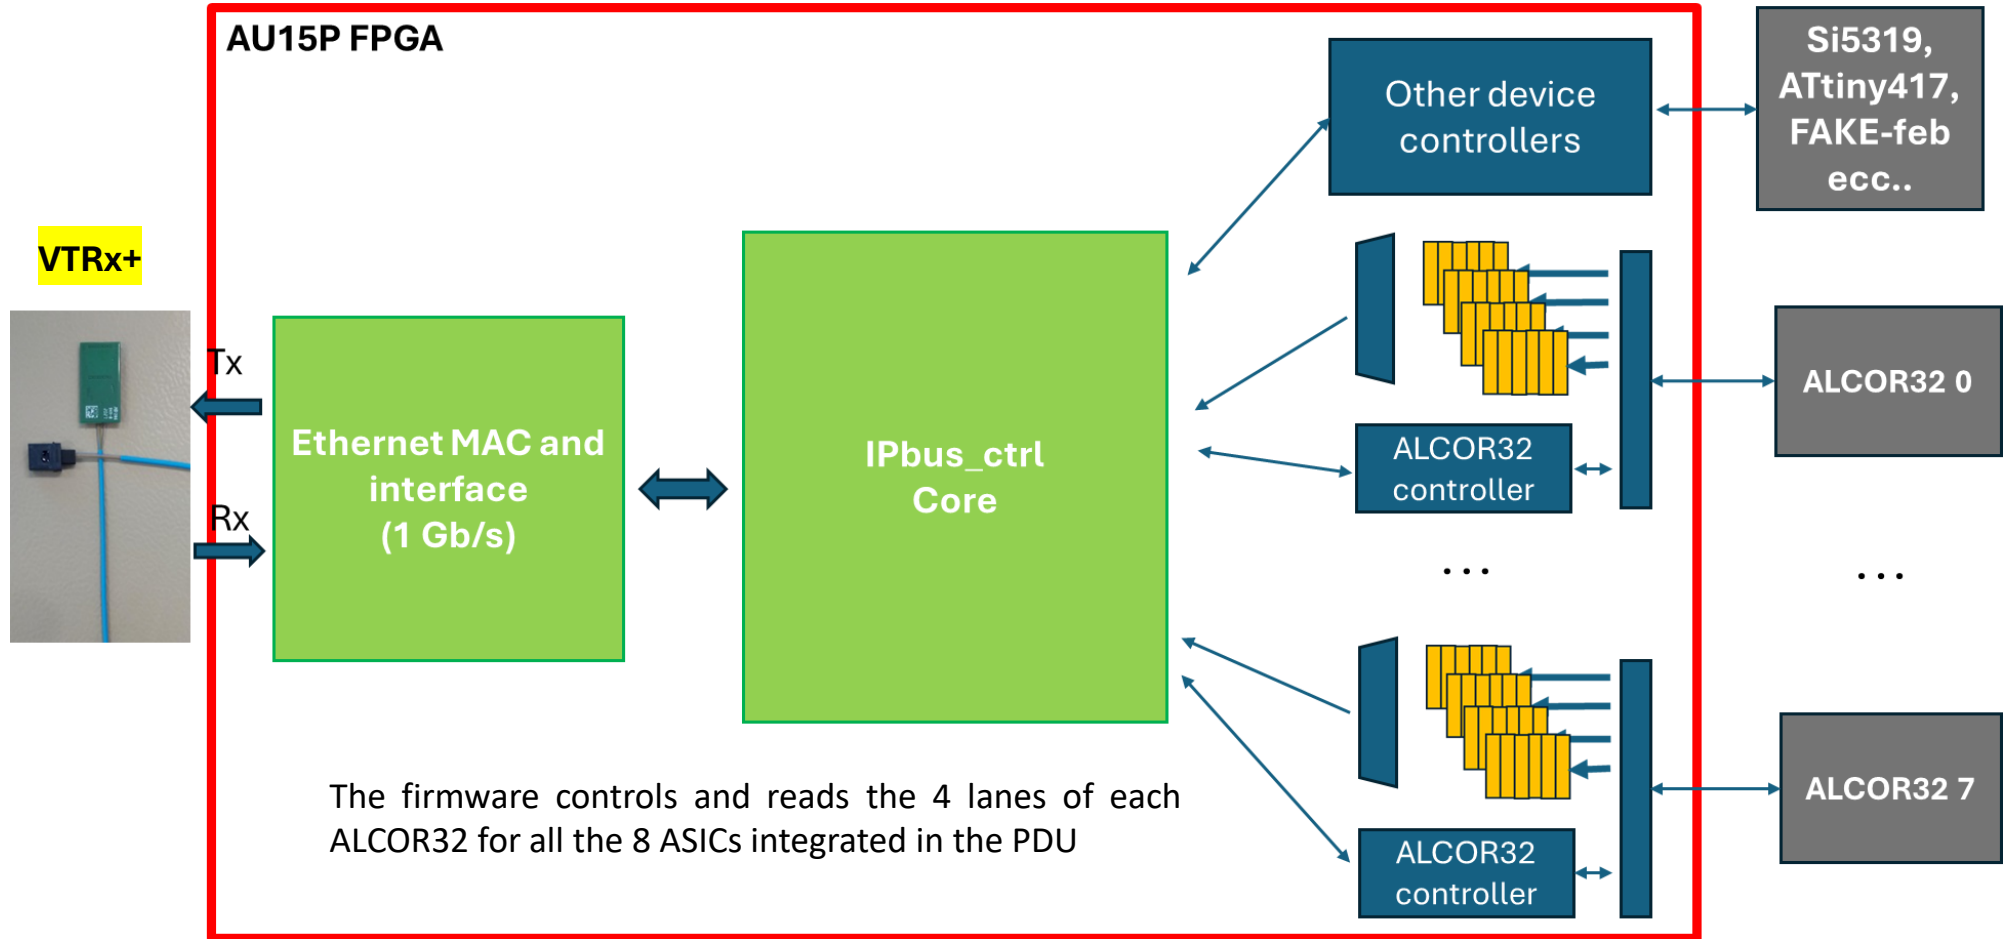 AU15P FPGA
Si5319,
ATtiny417,
FAKE-feb
ecc..
Other device
controllers
VTRx+
Tx
Rx
Ethernet MAC and
interface
(1 Gb/s)
IPbus_ctrl
Core
ALCOR32 0
ALCOR32
controller
...
...
ALCOR32 7
ALCOR32
controller
The firmware controls and reads the 4 lanes of each
ALCOR32 for all the 8 ASICs integrated in the PDU